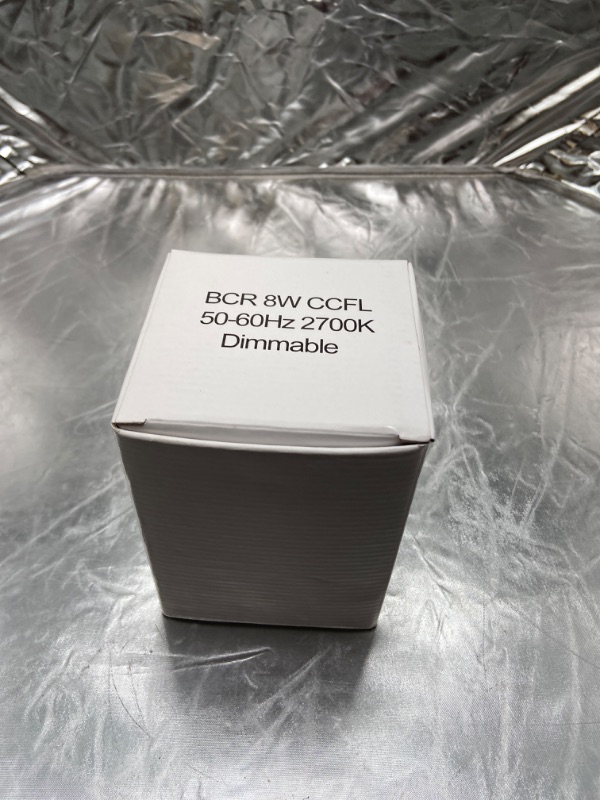 BCR 8W CCFL
50-60Hz 2700K
Dimmable